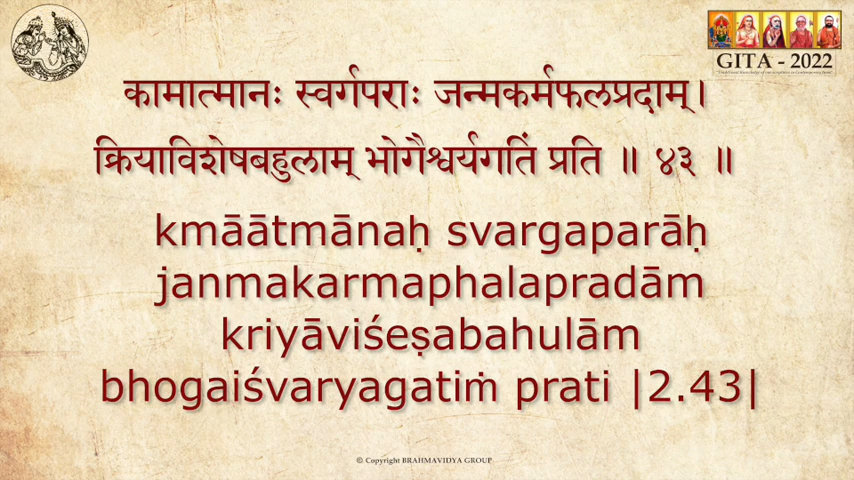 GITA - 2022
कामात्मानः स्वर्गपराः जन्मकर्मफलप्रदाम्।
क्रियाविशेषबहुलाम् भोगैश्वर्यगतिं प्रति ॥ ४३ ॥
kmāātmānaḥ svargaparāḥ
janmakarmaphalapradām
kriyāviśeṣabahulām
bhogaiśvaryagatiṁ prati |2.43|
© Copyright BRAHMAVIDYA GROUP